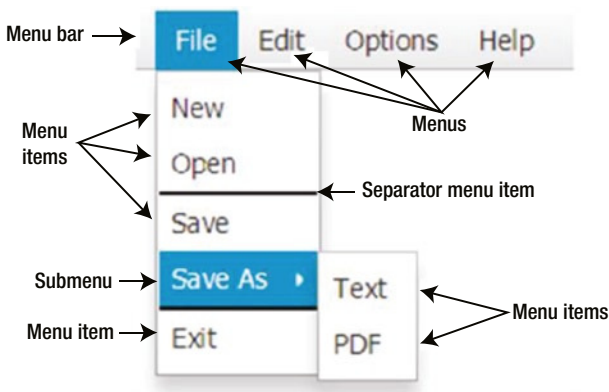 Menu bar
File Edit Options Help
Menus
New
Menu
items
Open
Separator menu item
Save
Submenu
Save As
Text
Menu items
Menu item
Exit
PDF